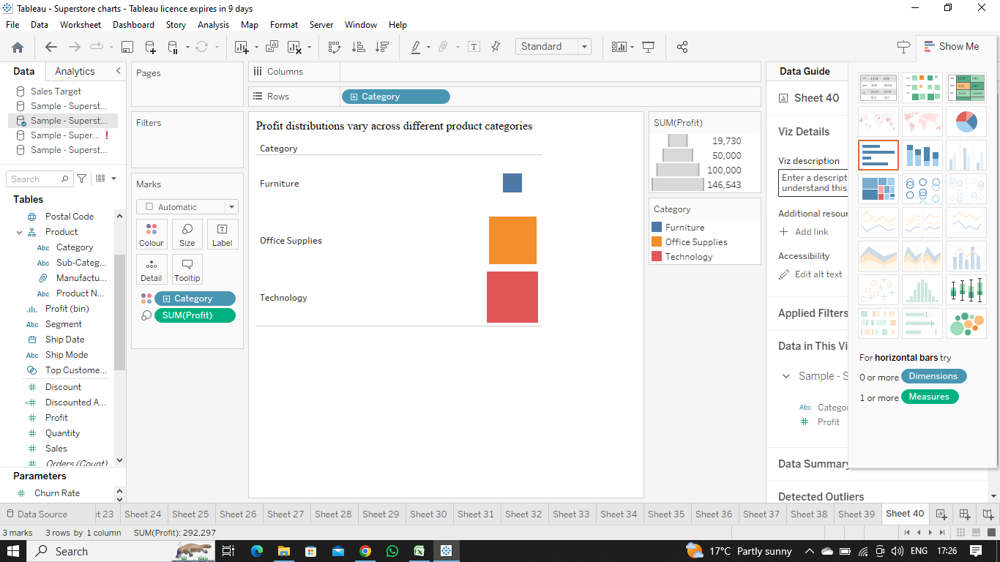 Tableau - Superstore charts - Tableau licence expires in 9 days
File Data Worksheet Dashboard Story Analysis Map Format Server Window Help
Standard
Show Me
Data Analytics
Sales Target
Sample - Superst...
Sample - Superst...
Sample - Super... !
Sample - Superst...
Search
Tables
Postal Code
Product
Abc Category
Abc Sub-Categ...
Manufactu...
Abc Product N...
Profit (bin)
Abc Segment
Ship Date
Abc Ship Mode
Top Custome...
# Discount
=# Discounted A...
# Profit
# Quantity
# Sales
# Orders (Count)
Parameters
# Churn Rate
Pages
Filters
Marks
Automatic
Colour Size Label
Detail Tooltip
Category
SUM(Profit)
Columns
Rows Category
Profit distributions vary across different product categories
Category
Furniture
Office Supplies
Technology
SUM(Profit)
19,730
50,000
100,000
146,543
Category
Furniture
Office Supplies
Technology
Data Guide
Sheet 40
Viz Details
Viz description
Enter a descript
understand this
Additional resour
Add link
Accessibility
Edit alt text
Applied Filters
Data in This Vi
Sample - S
Abc Categor
# Profit
Data Summary
Detected Outliers
For horizontal bars try
0 or more Dimensions
1 or more Measures
Data Source et 23 Sheet 24 Sheet 25 Sheet 26 Sheet 27 Sheet 28 Sheet 29 Sheet 30 Sheet 31 Sheet 32 Sheet 33 Sheet 34 Sheet 35 Sheet 36 Sheet 37 Sheet 38 Sheet 39 Sheet 40
3 marks 3 rows by 1 column SUM(Profit): 292,297
Search
17°C Partly sunny
ENG 17:26